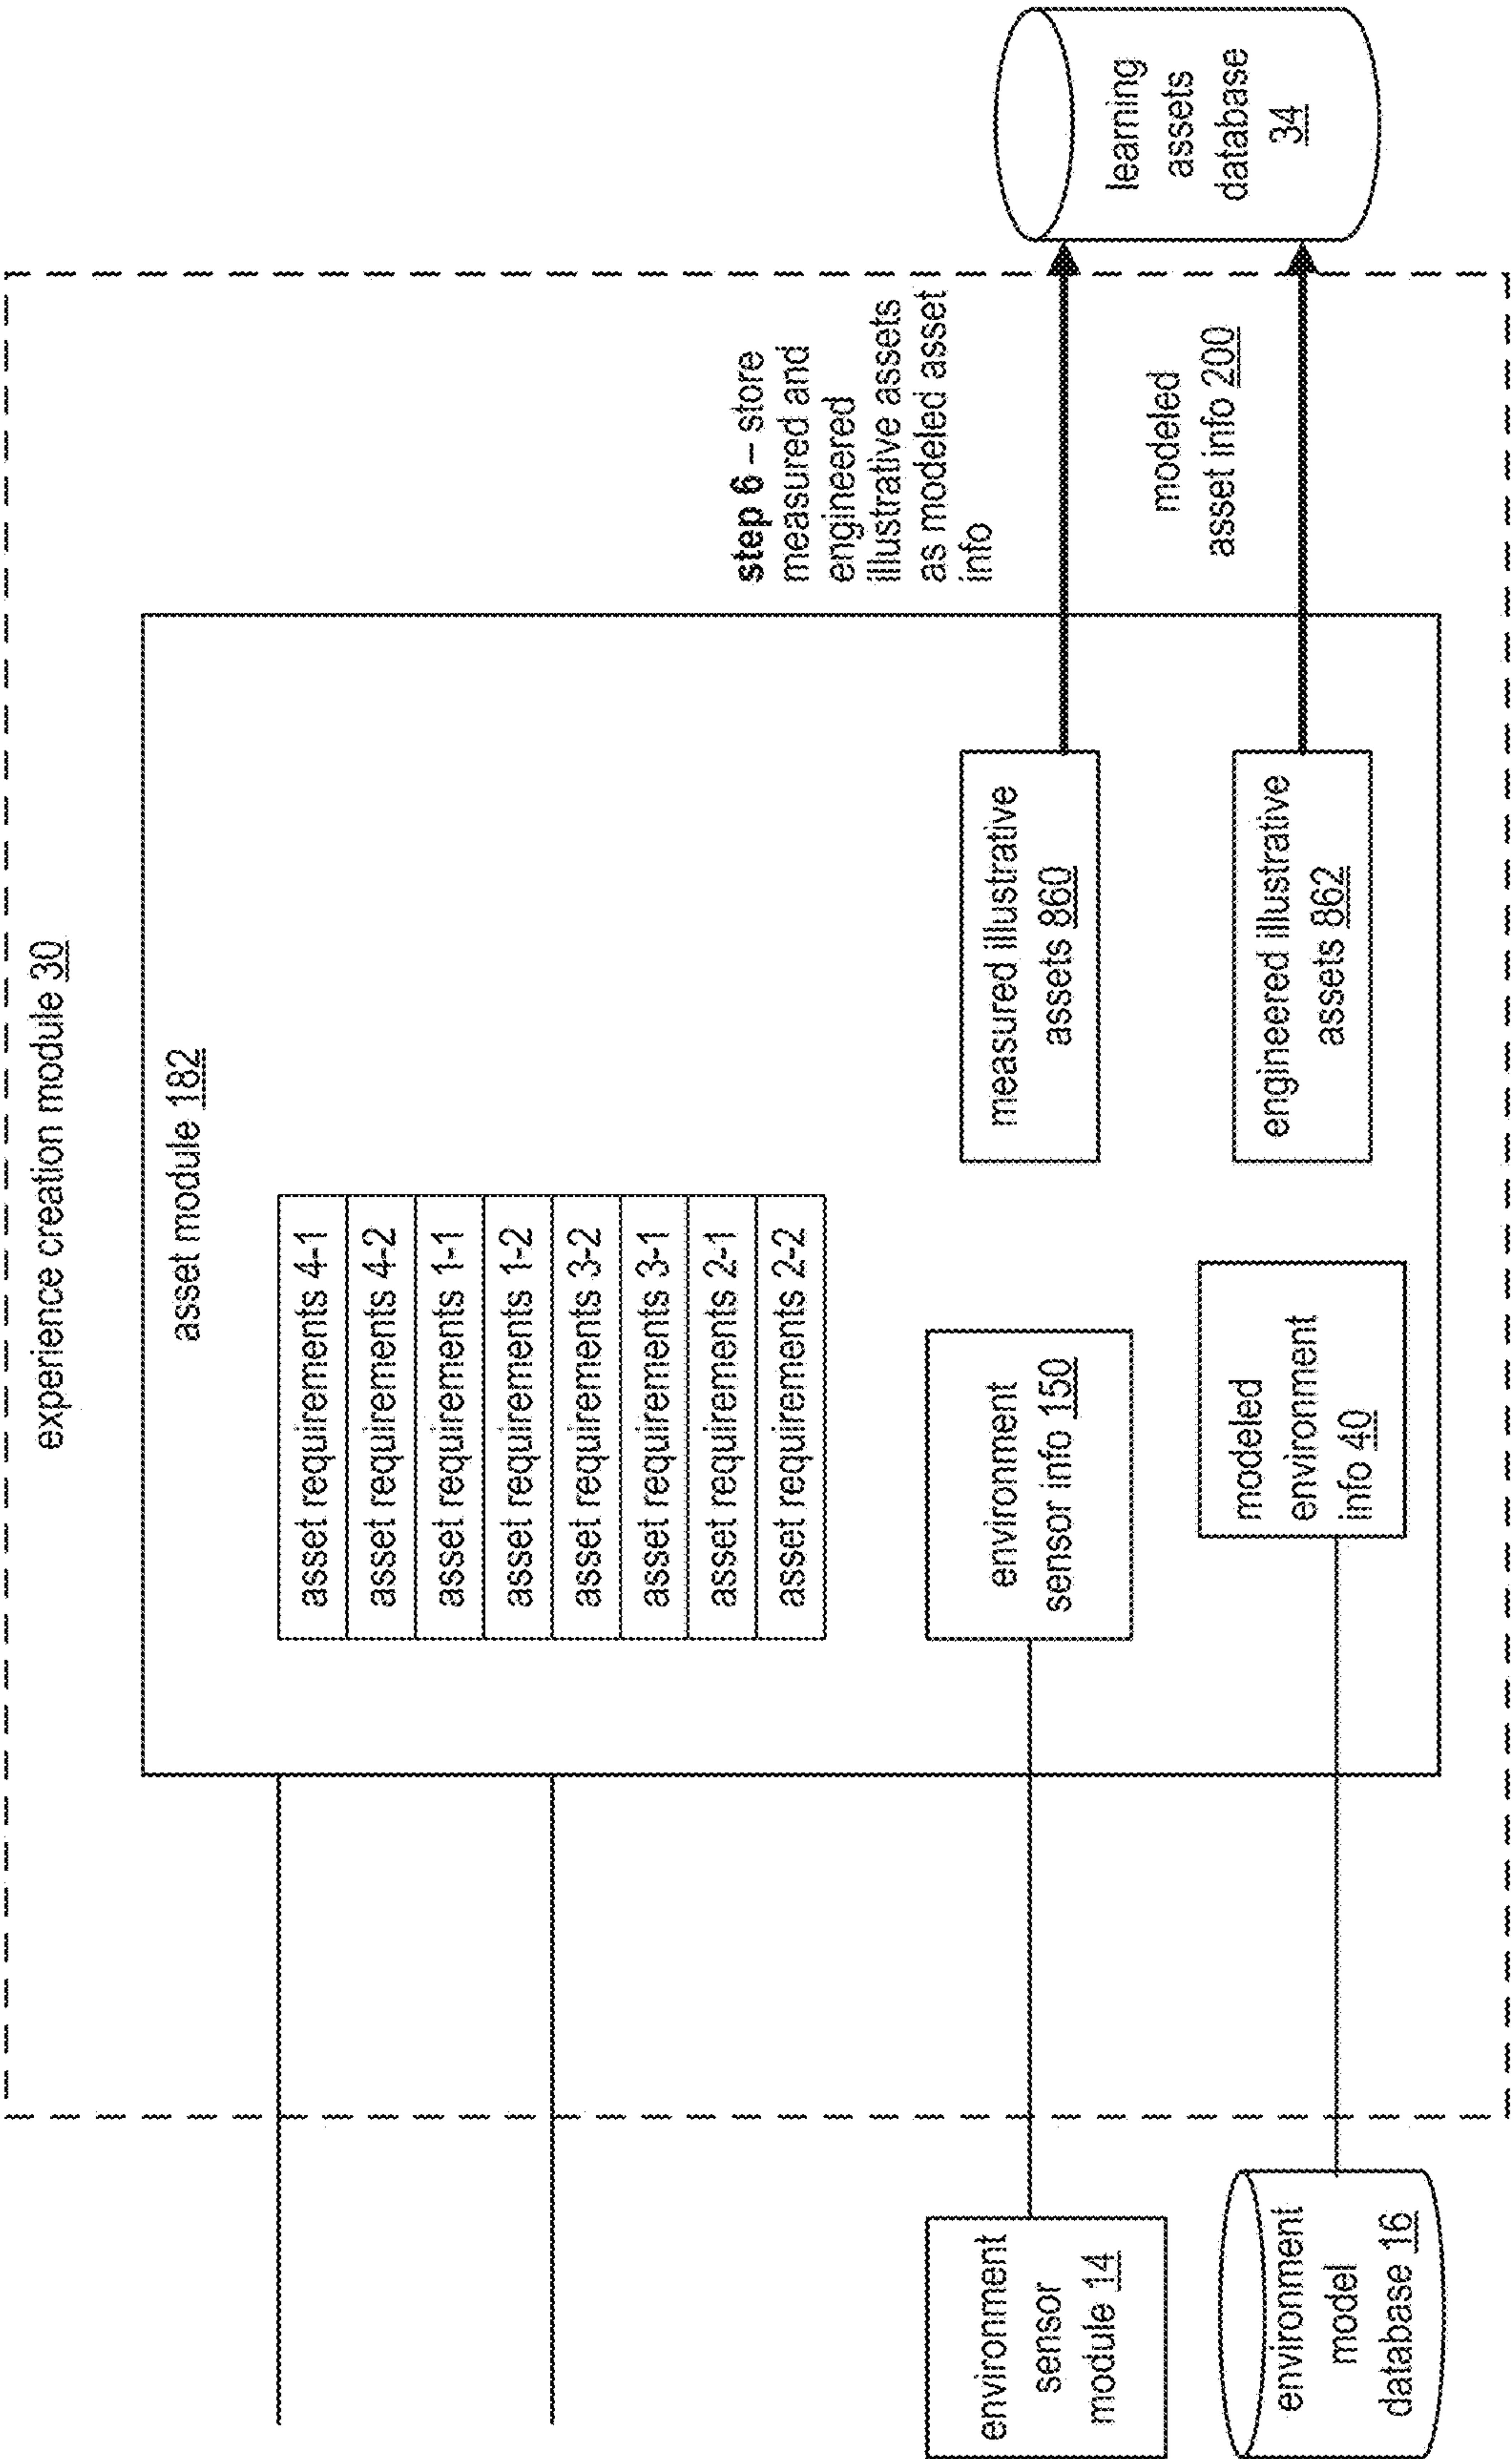 experience creation module 30
asset module 182
asset requirements 4-1
asset requirements 4-2
asset requirements 1-1
asset requirements 1-2
asset requirements 3-2
asset requirements 3-1
asset requirements 2-1
asset requirements 2-2
step 6 – store
measured and
engineered
illustrative assets
as modeled asset
info
environment
sensor
module 14
environment
sensor info 150
measured illustrative
assets 860
modeled
asset info 200
learning
assets
database
34
environment
model
database 16
modeled
environment
info 40
engineered illustrative
assets 862